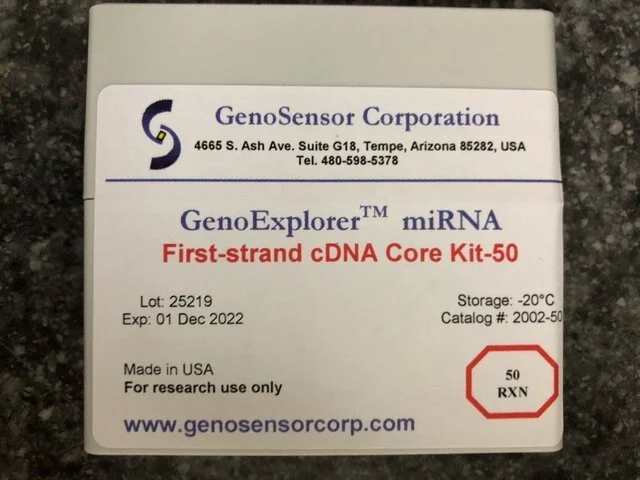 GenoSensor Corporation
4665 S. Ash Ave. Suite G18, Tempe, Arizona 85282, USA
Tel. 480-598-5378
GenoExplorer™ miRNA
First-strand cDNA Core Kit-50
Lot: 25219
Exp: 01 Dec 2022
Storage: -20°C
Catalog #: 2002-50
Made in USA
For research use only
50
RXN
www.genosensorcorp.com